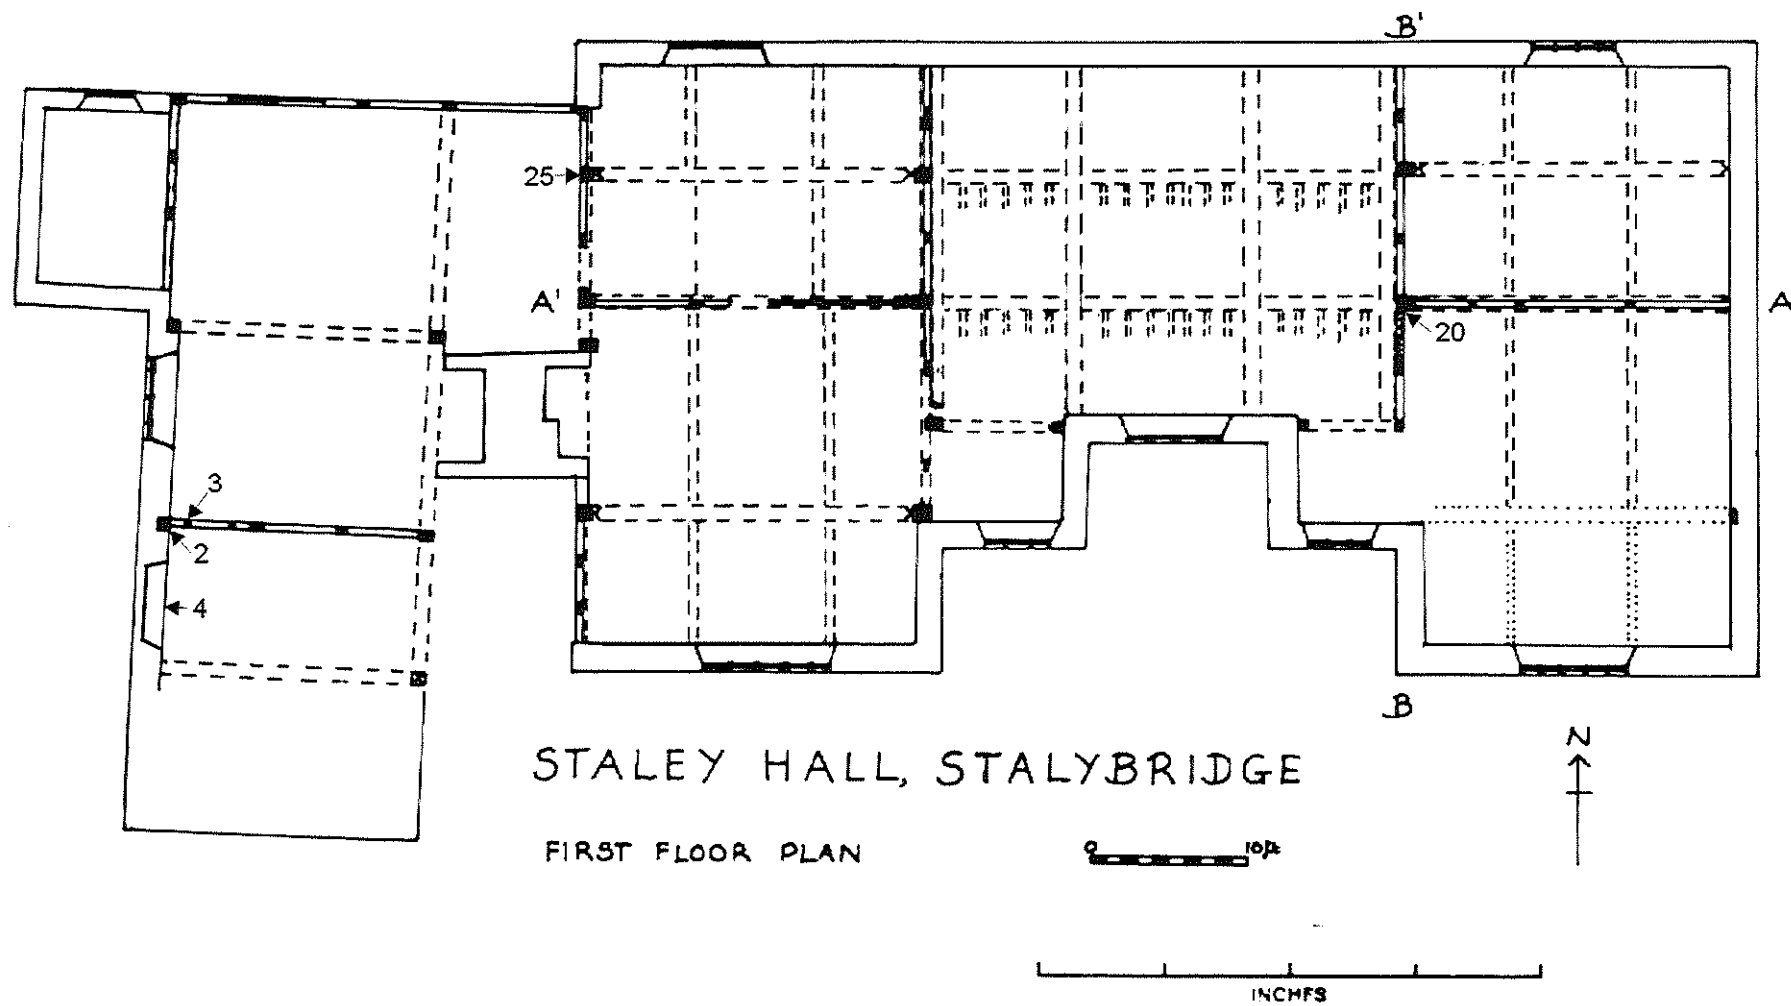 B'
25
A'
A
20
3
2
4
B
N
STALEY HALL, STALYBRIDGE
FIRST FLOOR PLAN
0 10ft
INCHES